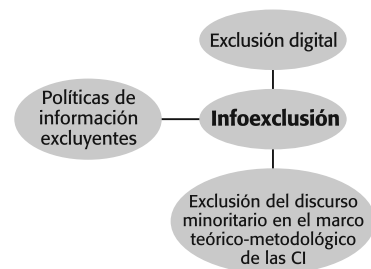 Exclusión digital
Políticas de
información
excluyentes
Infoexclusión
Exclusión del discurso
minoritario en el marco
teórico-metodológico
de las CI